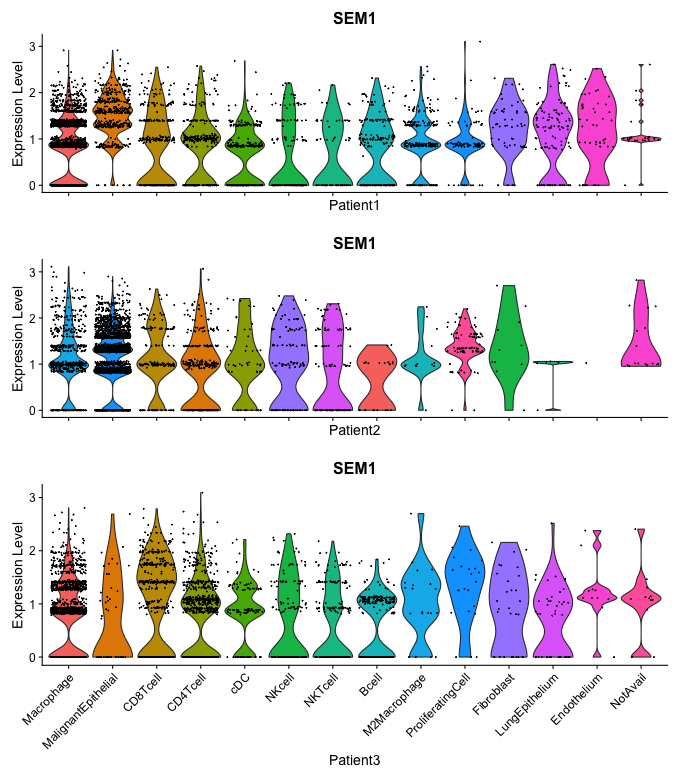 SEM1
Expression Level
3
2
1
0
Patient1
SEM1
Expression Level
3
2
1
0
Patient2
SEM1
Expression Level
3
2
1
0
Macrophage
MalignantEpithelial
CD8Tcell
CD4Tcell
cDC
NKcell
NKTcell
Bcell
M2Macrophage
ProliferatingCell
Fibroblast
LungEpithelium
Endothelium
NotAvail
Patient3